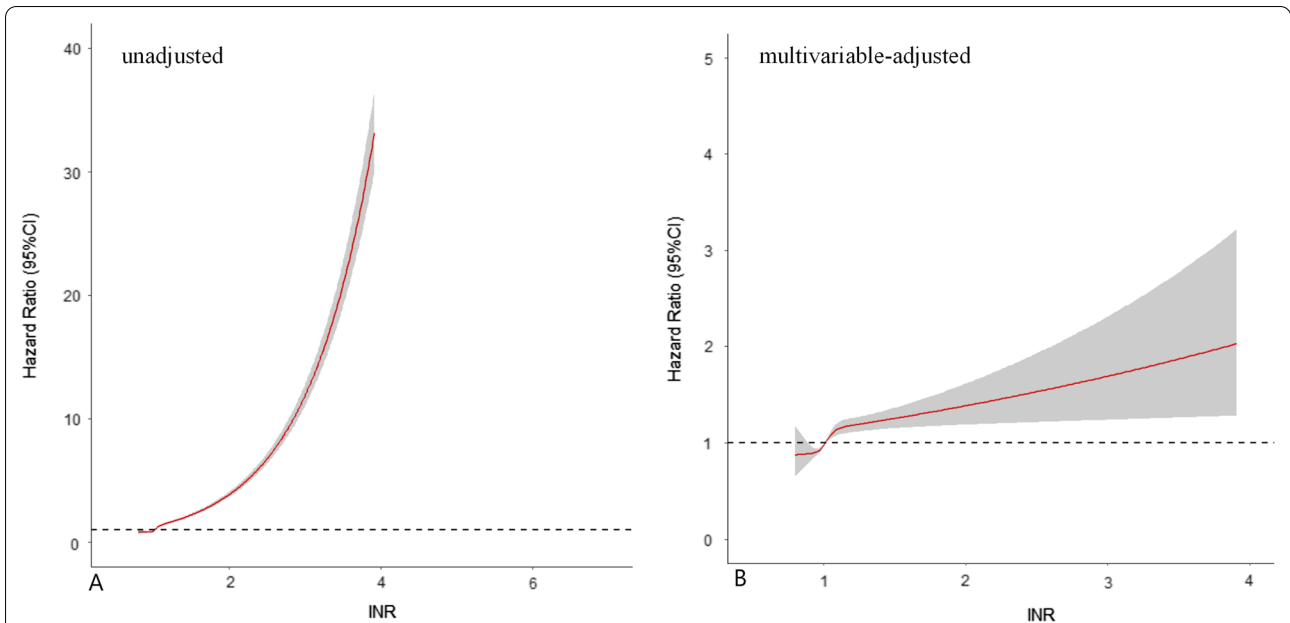 unadjusted
40
30
20
10
0
Hazard Ratio (95%CI)
2
4
6
INR
A
multivariable-adjusted
5
4
3
2
1
0
Hazard Ratio (95%CI)
1
2
3
4
INR
B